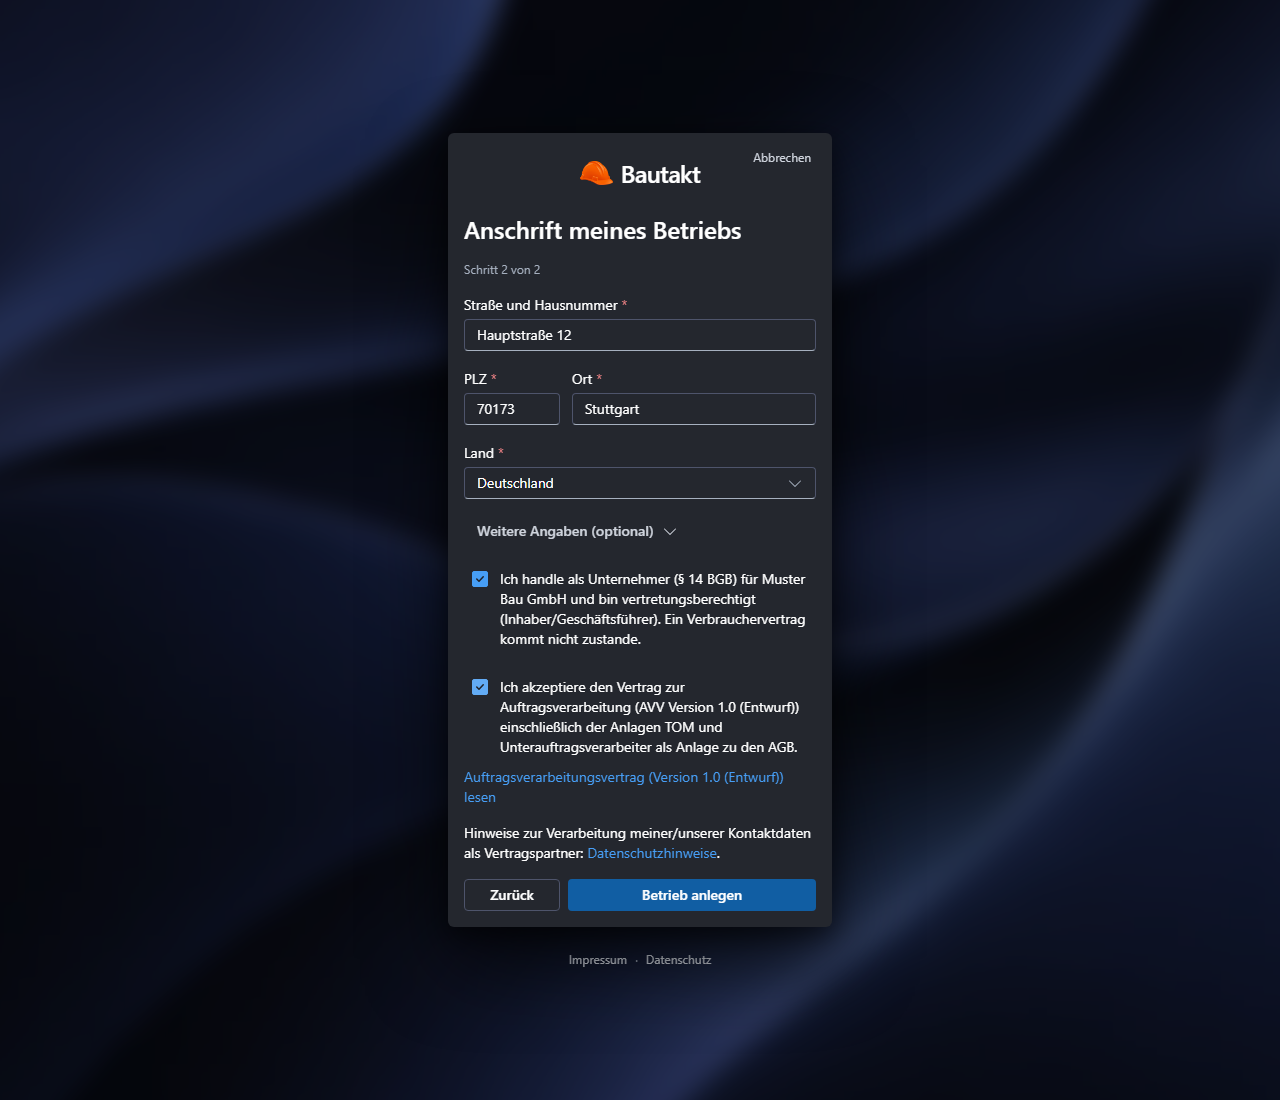 Abbrechen
Bautakt
Anschrift meines Betriebs
Schritt 2 von 2
Straße und Hausnummer *
Hauptstraße 12
PLZ * Ort *
70173 Stuttgart
Land *
Deutschland
Weitere Angaben (optional)
Ich handle als Unternehmer (§ 14 BGB) für Muster
Bau GmbH und bin vertretungsberechtigt
(Inhaber/Geschäftsführer). Ein Verbrauchervertrag
kommt nicht zustande.
Ich akzeptiere den Vertrag zur
Auftragsverarbeitung (AVV Version 1.0 (Entwurf))
einschließlich der Anlagen TOM und
Unterauftragsverarbeiter als Anlage zu den AGB.
Auftragsverarbeitungsvertrag (Version 1.0 (Entwurf))
lesen
Hinweise zur Verarbeitung meiner/unserer Kontaktdaten
als Vertragspartner: Datenschutzhinweise.
Zurück Betrieb anlegen
Impressum · Datenschutz